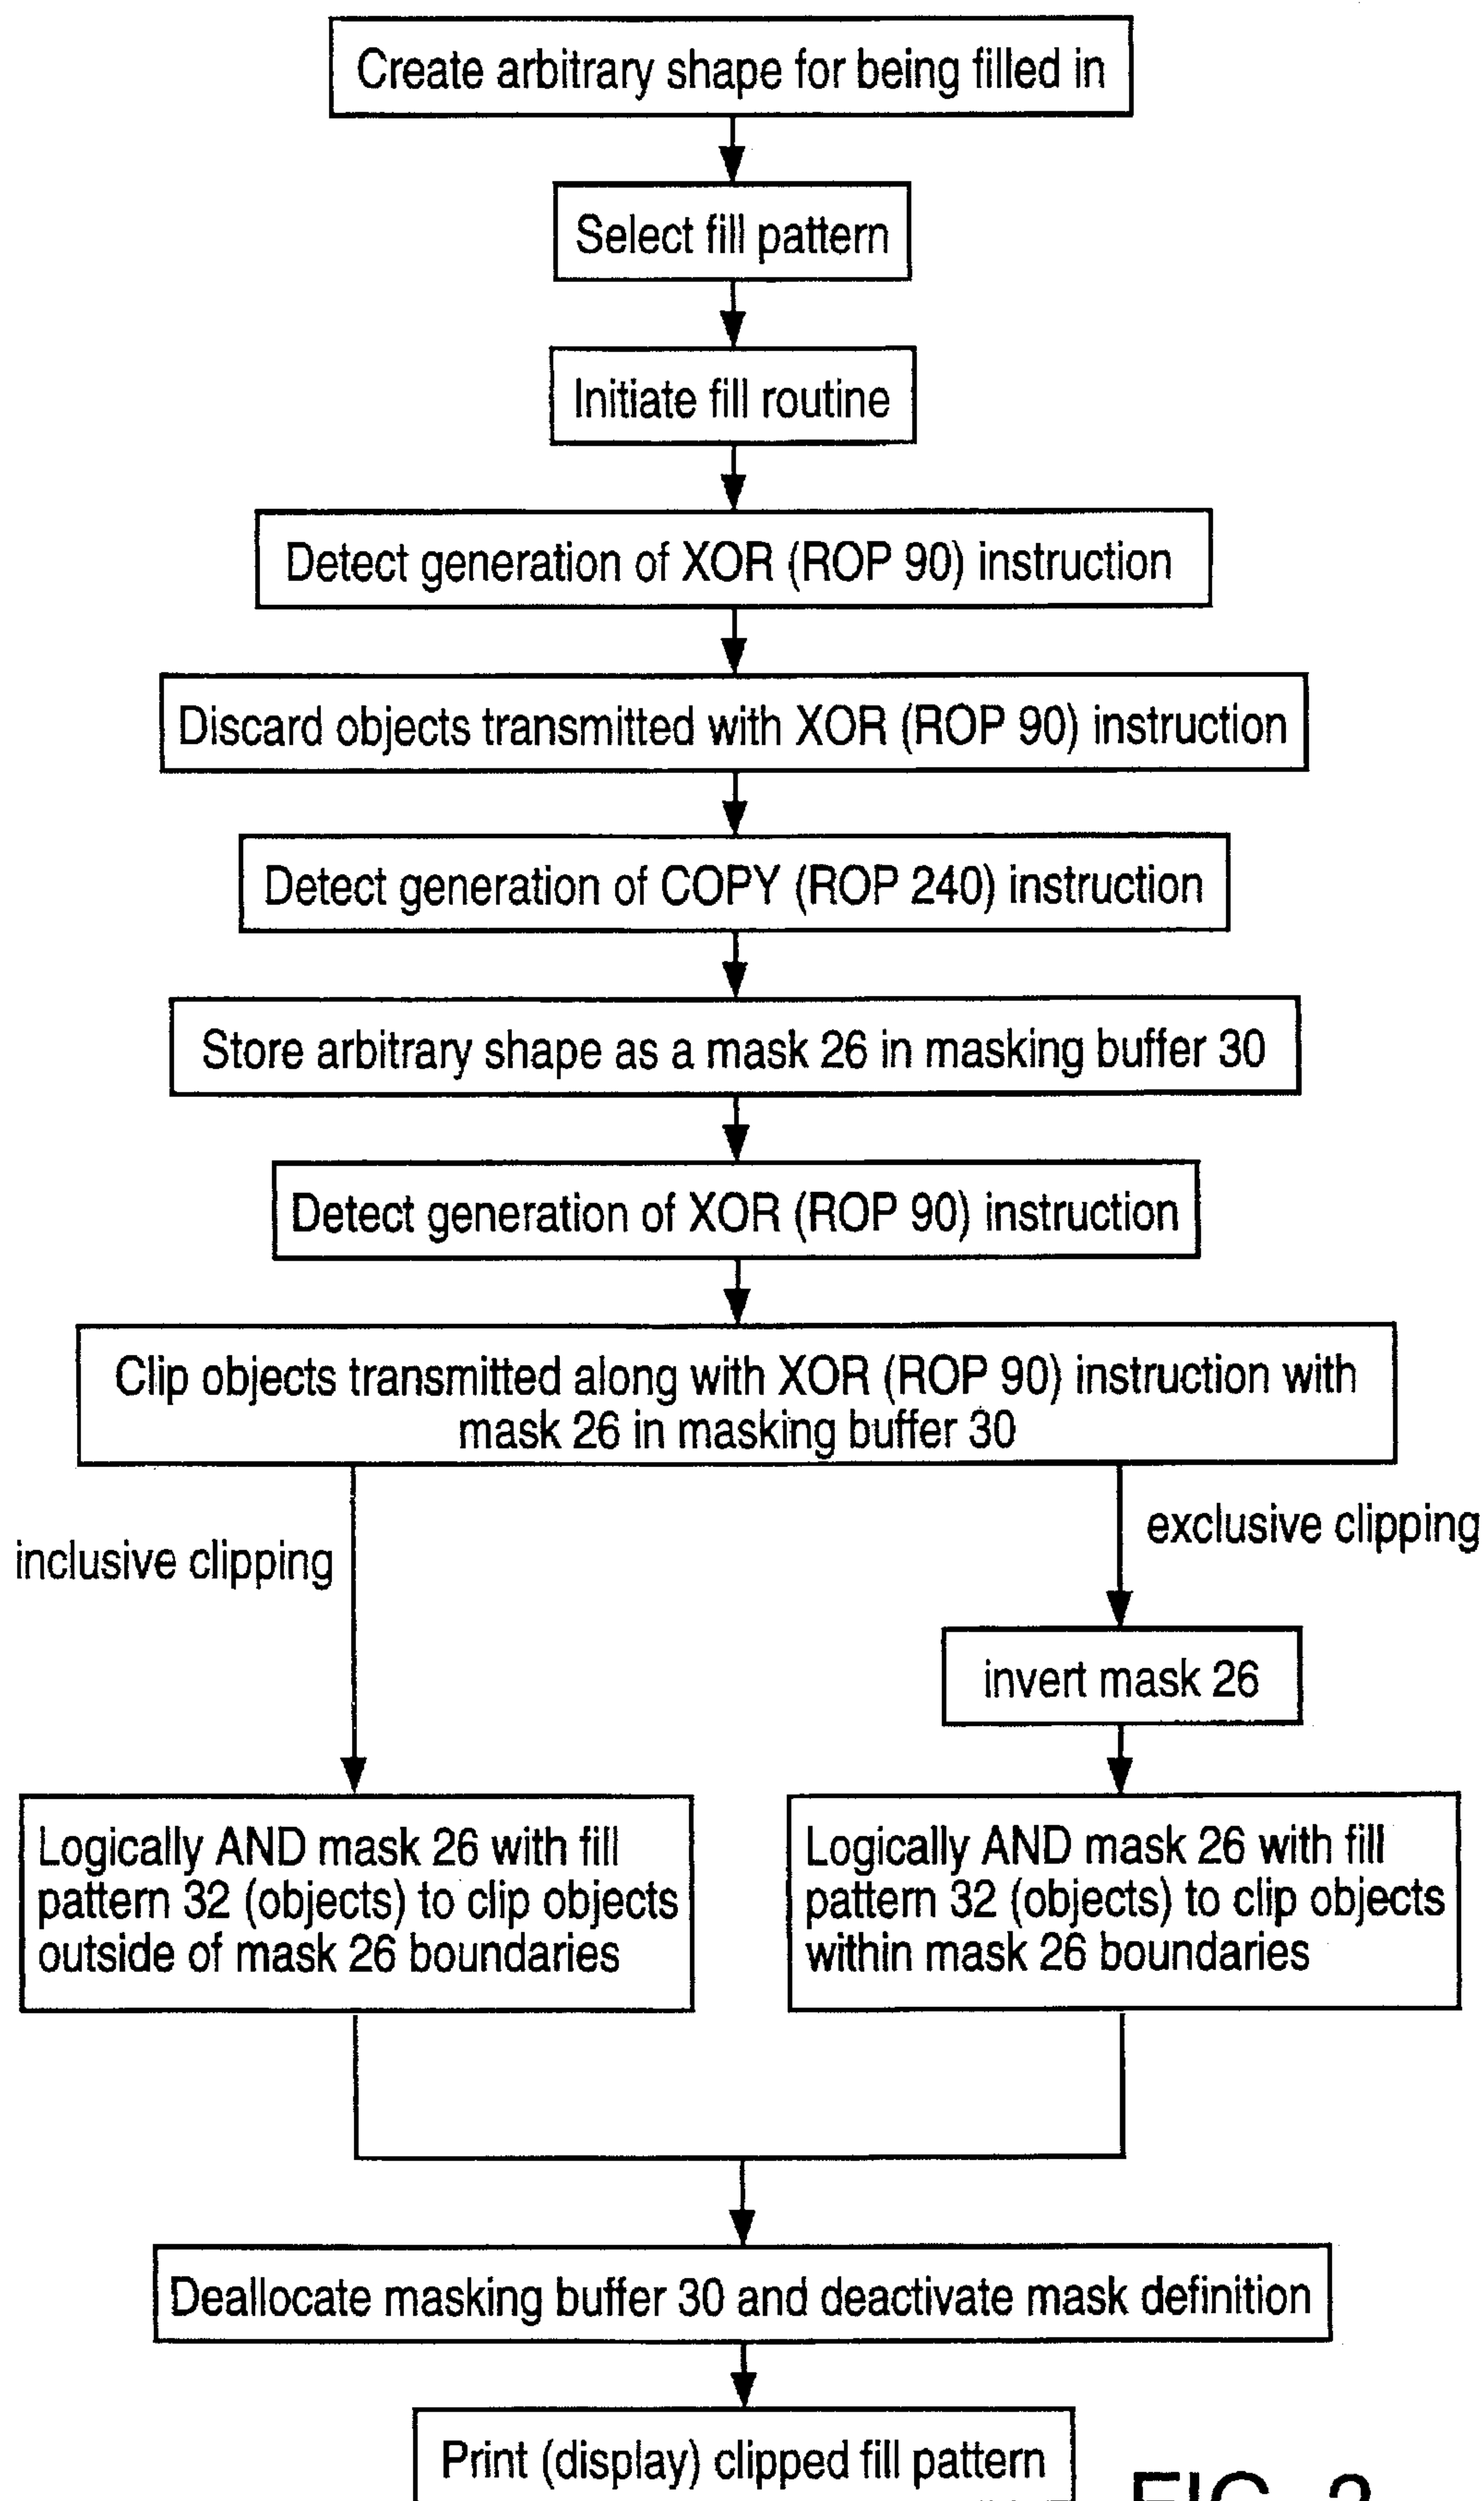 Create arbitrary shape for being filled in
Select fill pattern
Initiate fill routine
Detect generation of XOR (ROP 90) instruction
Discard objects transmitted with XOR (ROP 90) instruction
Detect generation of COPY (ROP 240) instruction
Store arbitrary shape as a mask 26 in masking buffer 30
Detect generation of XOR (ROP 90) instruction
Clip objects transmitted along with XOR (ROP 90) instruction with
mask 26 in masking buffer 30
inclusive clipping
exclusive clipping
invert mask 26
Logically AND mask 26 with fill
pattern 32 (objects) to clip objects
outside of mask 26 boundaries
Logically AND mask 26 with fill
pattern 32 (objects) to clip objects
within mask 26 boundaries
Deallocate masking buffer 30 and deactivate mask definition
Print (display) clipped fill pattern
FIG.